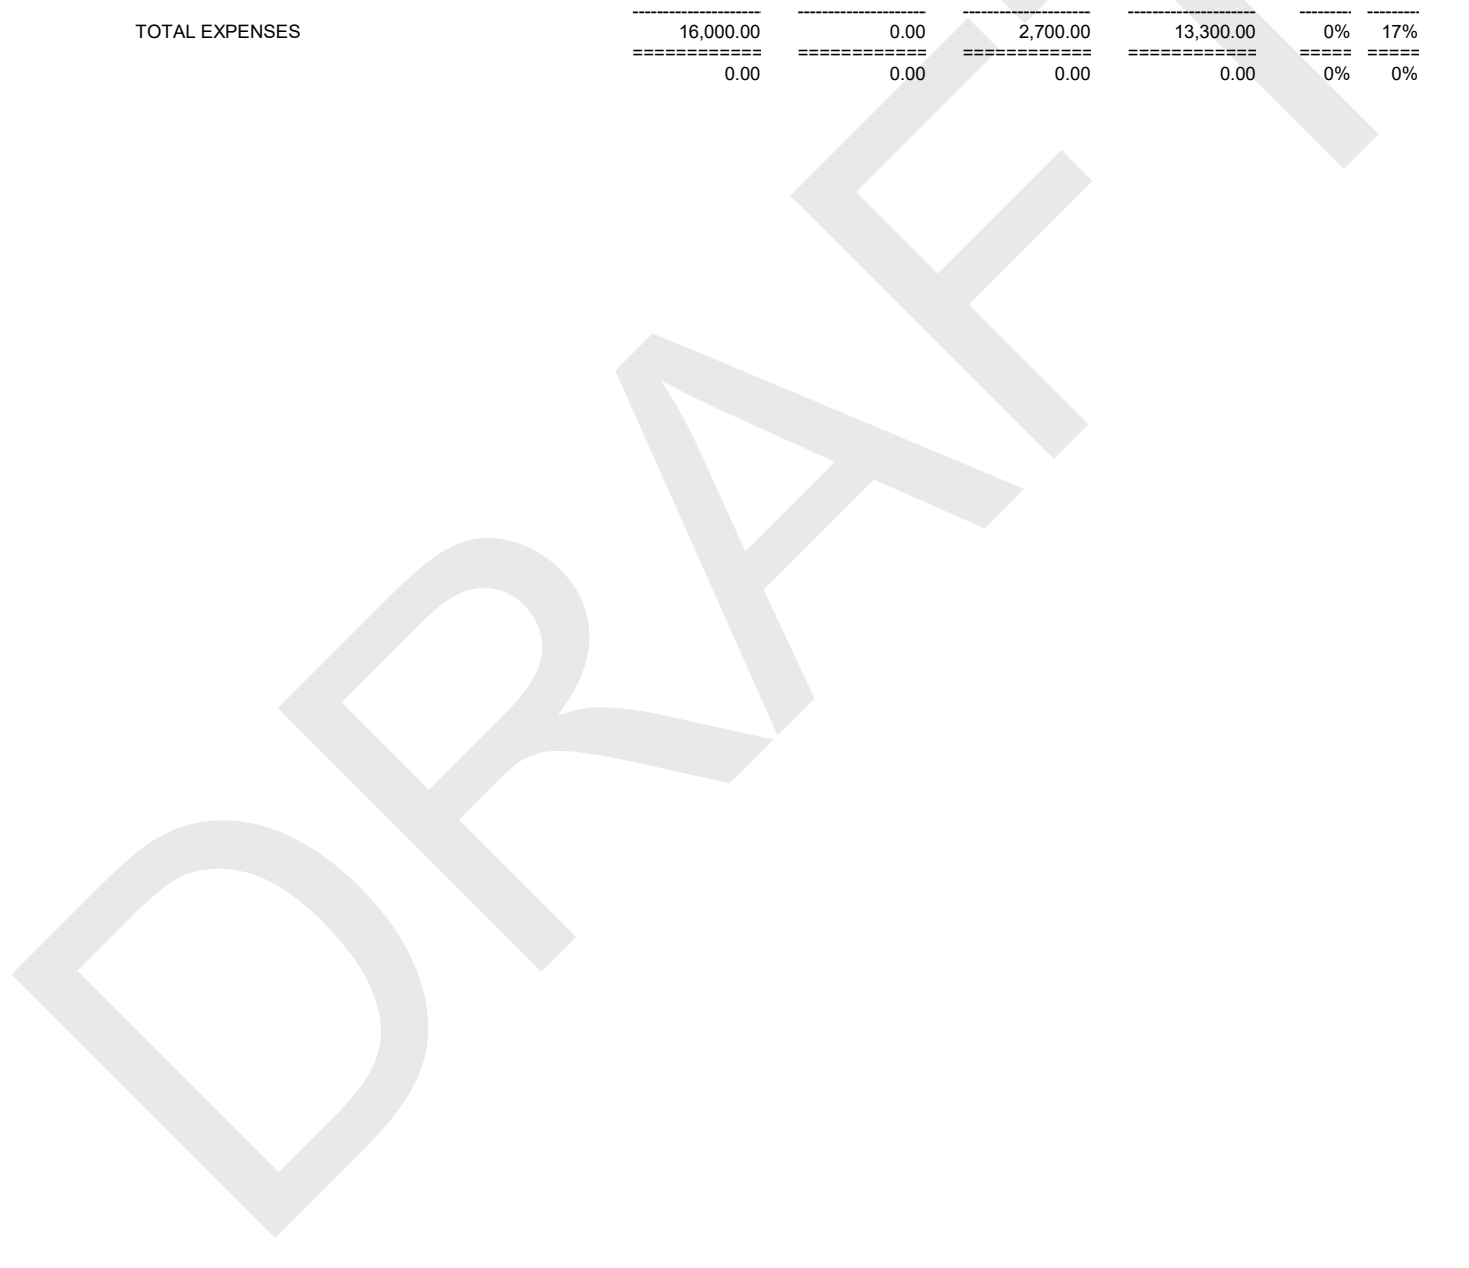 -------------------- -------------------- -------------------- -------------------- -------- --------
TOTAL EXPENSES 16,000.00 0.00 2,700.00 13,300.00 0% 17%
============ ============ ============ ============ ===== =====
0.00 0.00 0.00 0.00 0% 0%
DRAFT